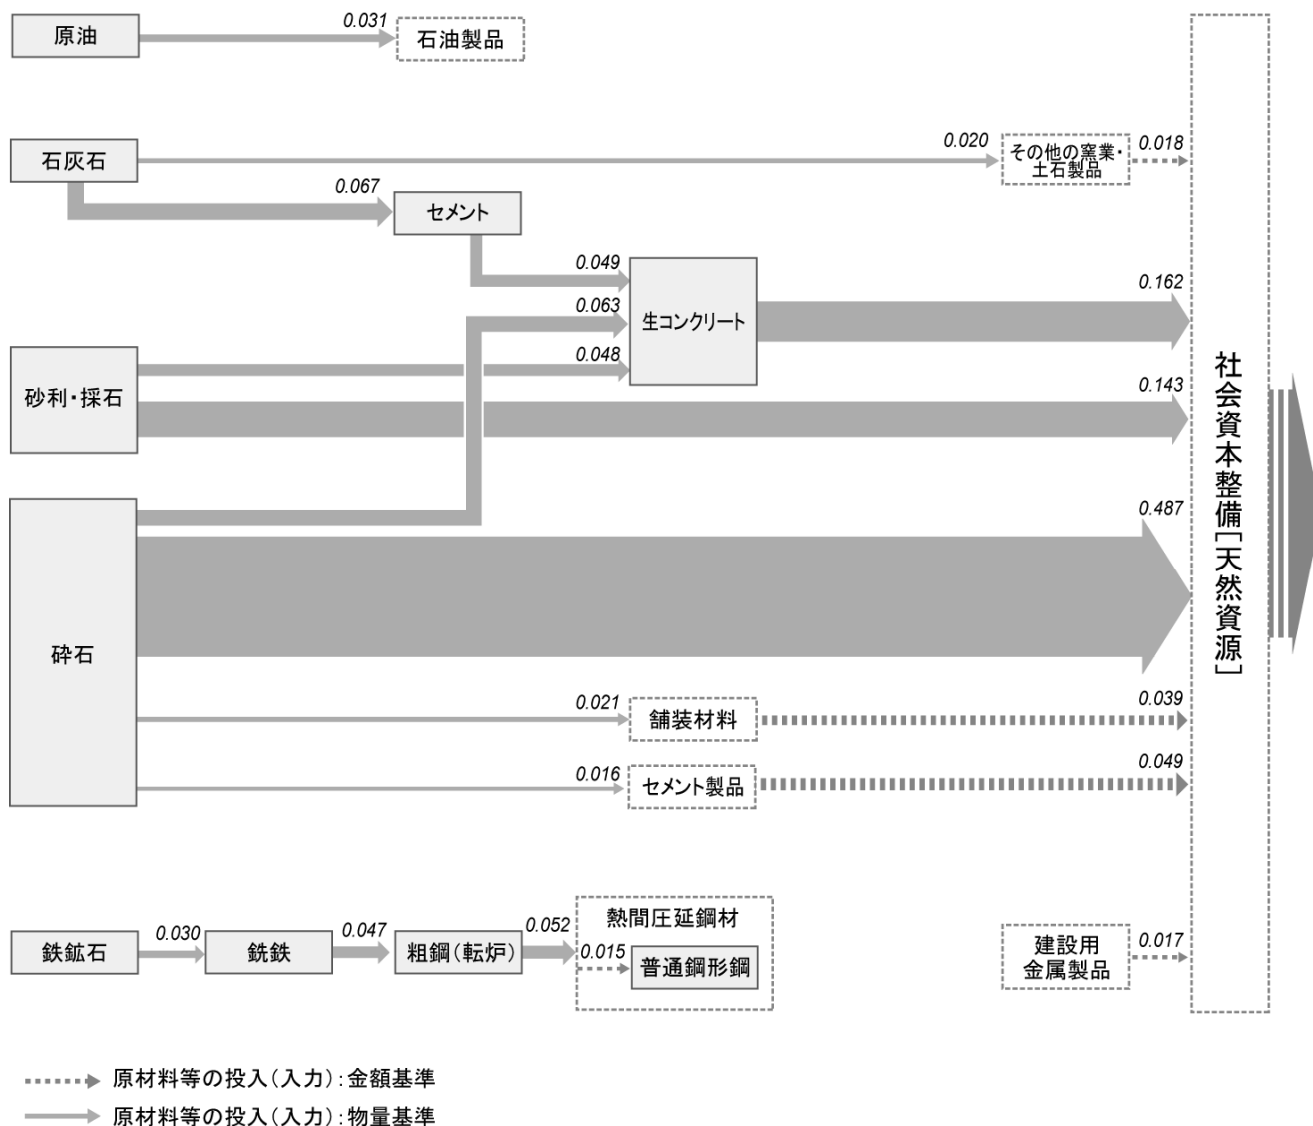 原油
0.031
石油製品
石灰石
0.020
その他の窯業・
土石製品
0.018
0.067
セメント
0.049
0.063
0.048
生コンクリート
0.162
砂利・採石
0.143
砕石
0.487
0.021
舗装材料
0.039
0.016
セメント製品
0.049
鉄鉱石
0.030
銑鉄
0.047
粗鋼(転炉)
0.052
熱間圧延鋼材
0.015
普通鋼形鋼
建設用
金属製品
0.017
社会資本整備[天然資源]
原材料等の投入(入力):金額基準
原材料等の投入(入力):物量基準